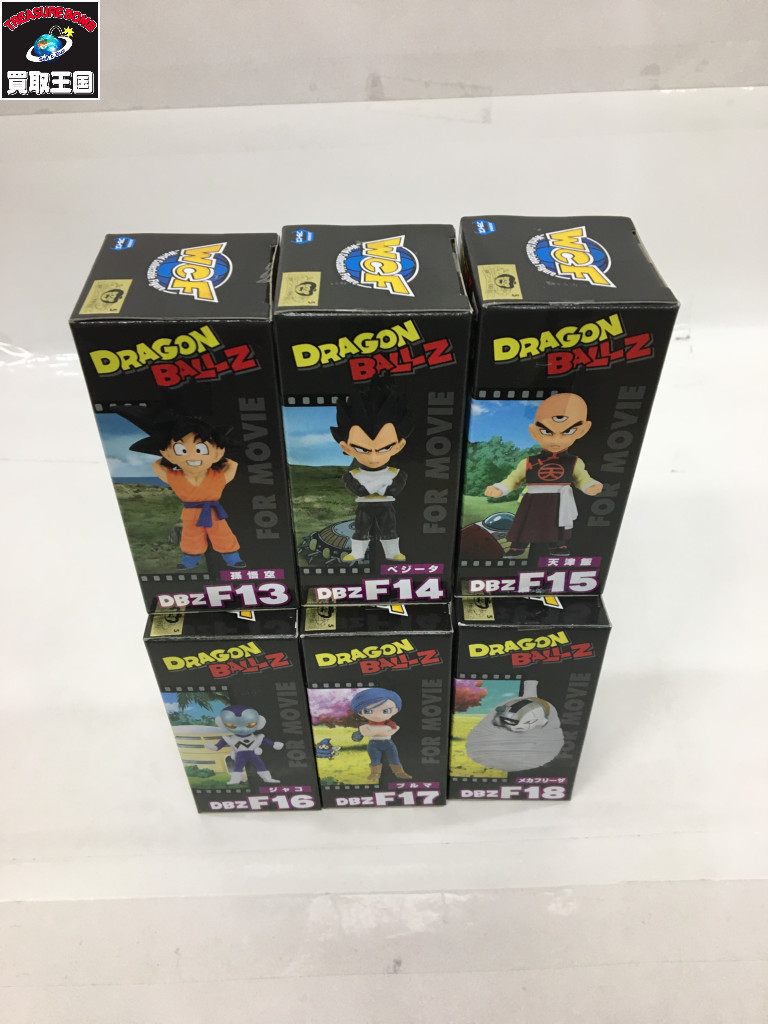 TREASURE BOMB
買取王国
WCF
WCF
WCF
DRAGON
BALL Z
FOR MOVIE
孫悟空
DBZ F13
DRAGON
BALL Z
FOR MOVIE
ベジータ
DBZ F14
DRAGON
BALL Z
FOR MOVIE
天
天津飯
DBZ F15
DRAGON
BALL Z
FOR MOVIE
ジャコ
DBZ F16
DRAGON
BALL Z
FOR MOVIE
ブルマ
DBZ F17
DRAGON
BALL Z
FOR MOVIE
メカフリーザ
DBZ F18